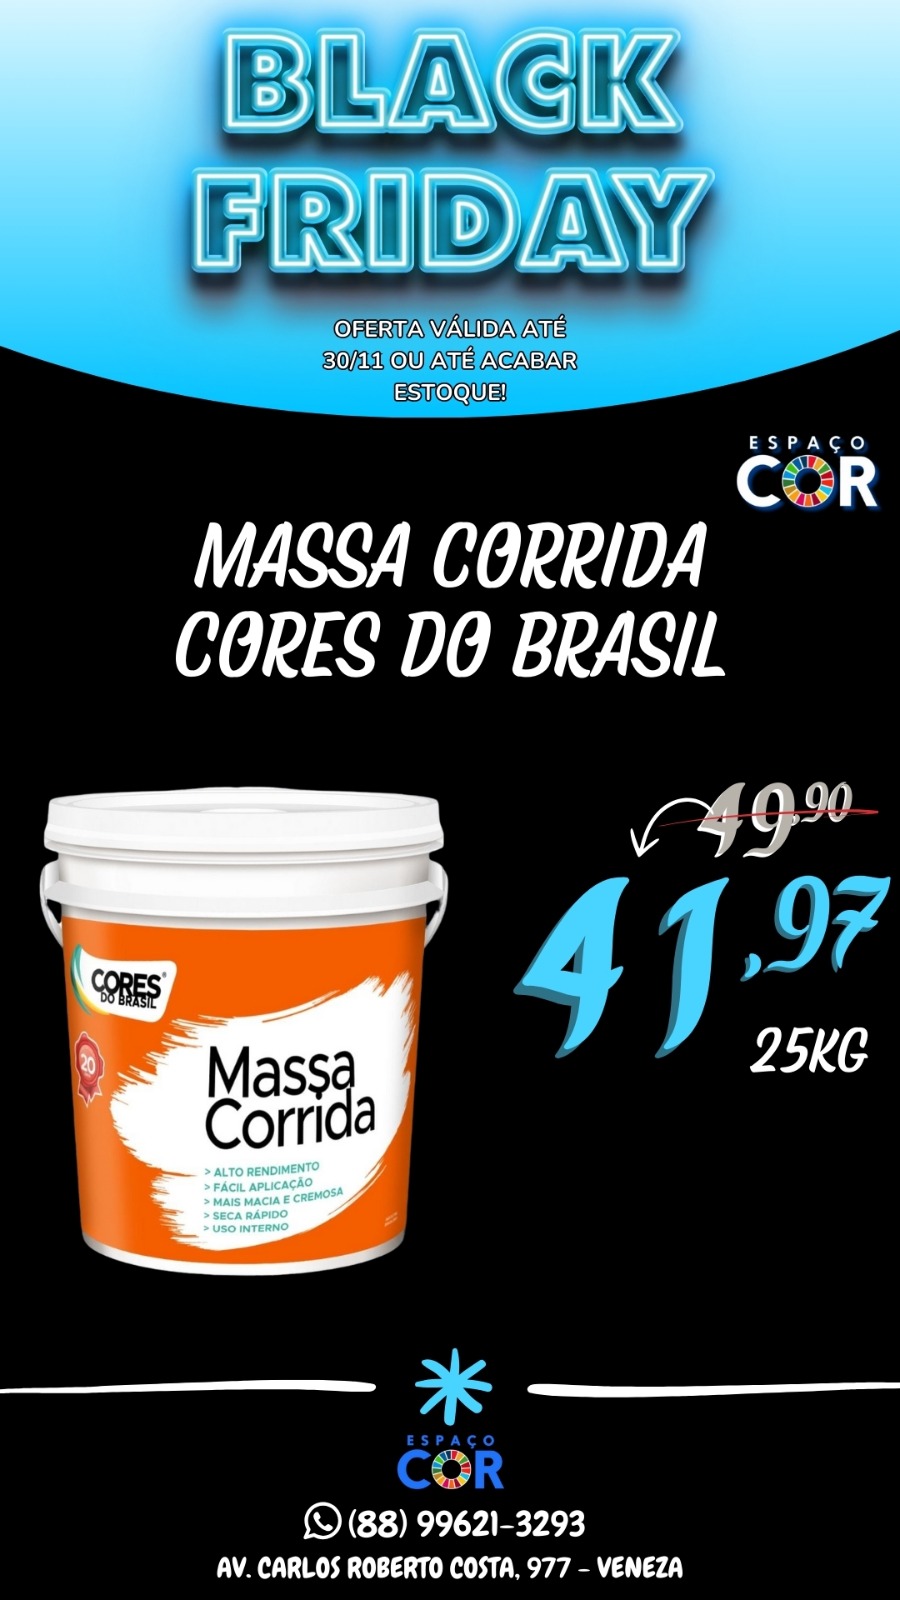 BLACK
FRIDAY
OFERTA VÁLIDA ATÉ
30/11 OU ATÉ ACABAR
ESTOQUE!
ESPAÇO
COR
MASSA CORRIDA
CORES DO BRASIL
49,90
41,97
25KG
CORES®
DO BRASIL
20
Massa
Corrida
> ALTO RENDIMENTO
> FÁCIL APLICAÇÃO
> MAIS MACIA E CREMOSA
> SECA RÁPIDO
> USO INTERNO
ESPAÇO
COR
(88) 99621-3293
AV. CARLOS ROBERTO COSTA, 977 - VENEZA